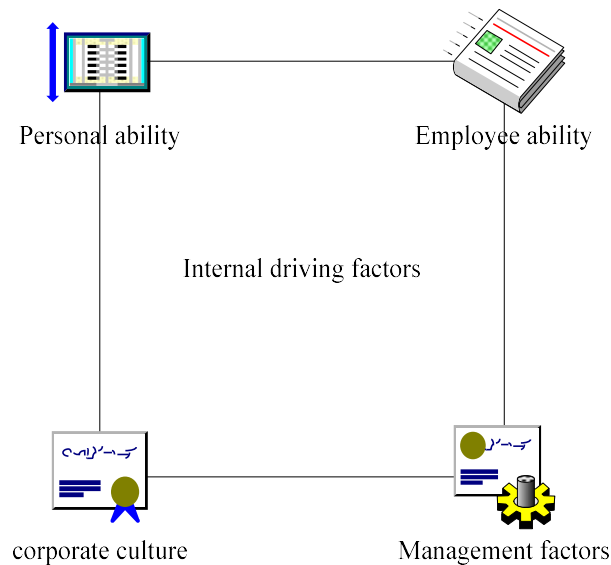 Personal ability
Employee ability
Internal driving factors
corporate culture
Management factors